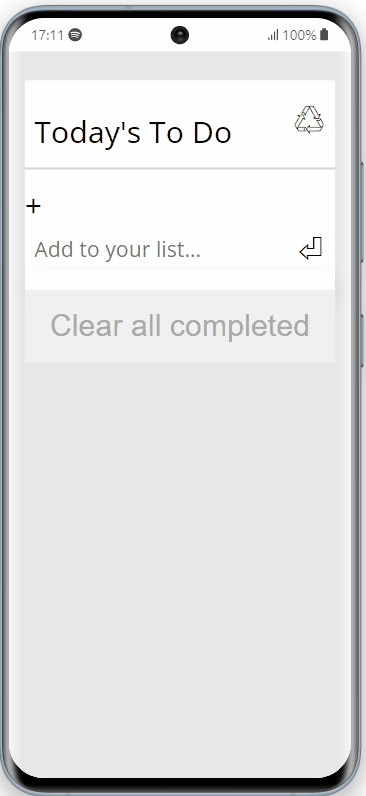 17:11 100%
Today's To Do
+
Add to your list...
Clear all completed